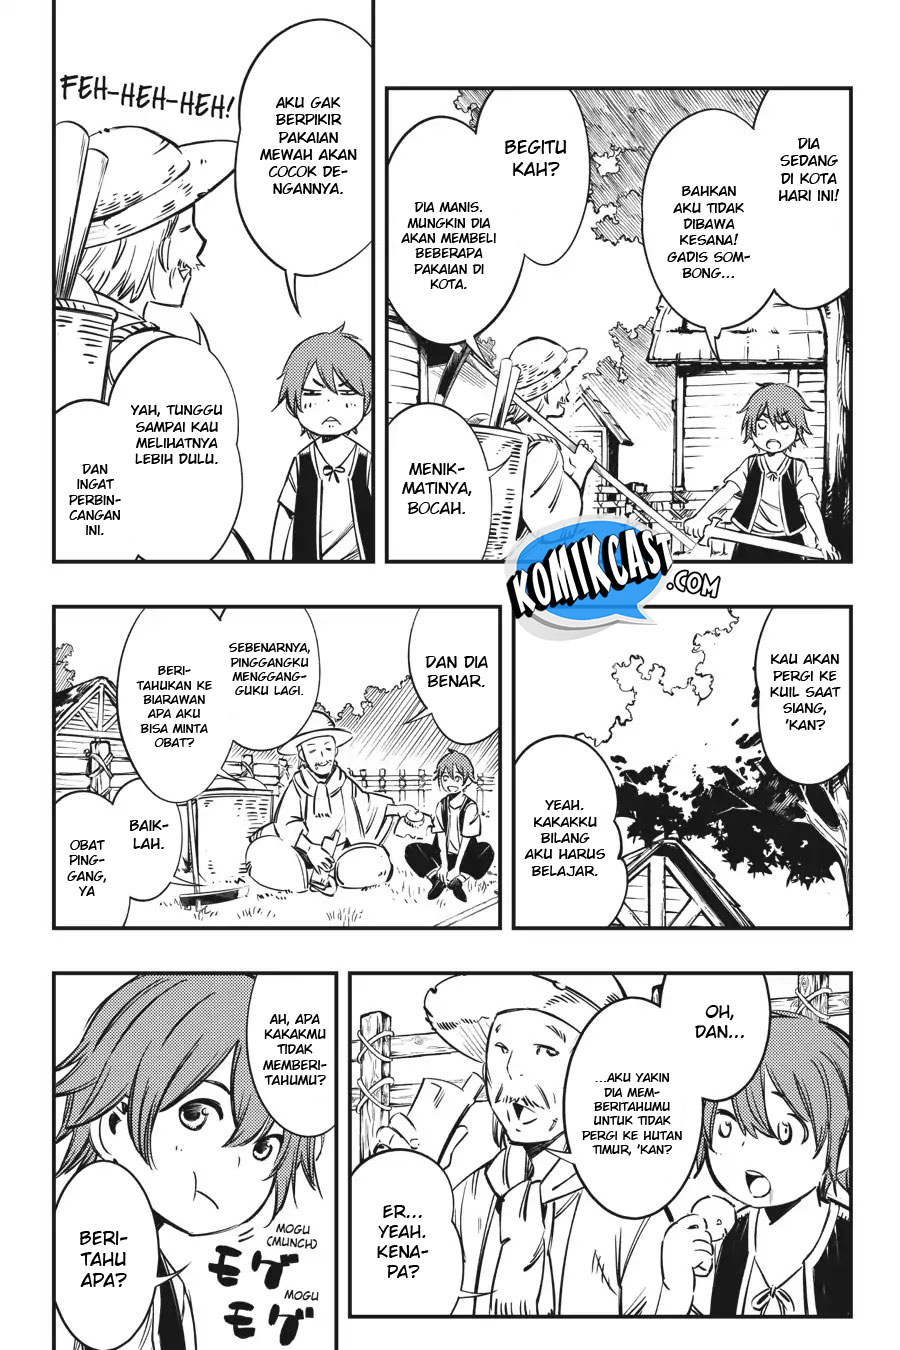 DIA
SEDANG
DI KOTA
HARI INI!
BAHKAN
AKU TIDAK
DIBAWA
KESANA!
GADIS SOM-
BONG...
BEGITU
KAH?
DIA MANIS.
MUNGKIN DIA
AKAN MEMBELI
BEBERAPA
PAKAIAN DI
KOTA.
MENIK-
MATINYA,
BOCAH.
AKU GAK
BERPIKIR
PAKAIAN
MEWAH AKAN
COCOK DE-
NGANNYA.
FEH-HEH-HEH!
YAH, TUNGGU
SAMPAI KAU
MELIHATNYA
LEBIH DULU.
DAN
INGAT
PERBIN-
CANGAN
INI.
KOMIKCAST
.COM
KAU AKAN
PERGI KE
KUIL SAAT
SIANG,
'KAN?
YEAH.
KAKAKKU
BILANG
AKU HARUS
BELAJAR.
DAN DIA
BENAR.
SEBENARNYA,
PINGGANGKU
MENGGANG-
GUKU LAGI.
BERI-
TAHUKAN KE
BIARAWAN
APA AKU
BISA MINTA
OBAT?
BAIK-
LAH.
OBAT
PING-
GANG,
YA
OH,
DAN...
...AKU YAKIN
DIA MEM-
BERITAHUMU
UNTUK TIDAK
PERGI KE HUTAN
TIMUR, 'KAN?
ER...
YEAH.
KENA-
PA?
AH, APA
KAKAKMU
TIDAK
MEMBERI-
TAHUMU?
BERI-
TAHU
APA?
MOGU
(MUNCH)
モゲ
MOGU
モゲ